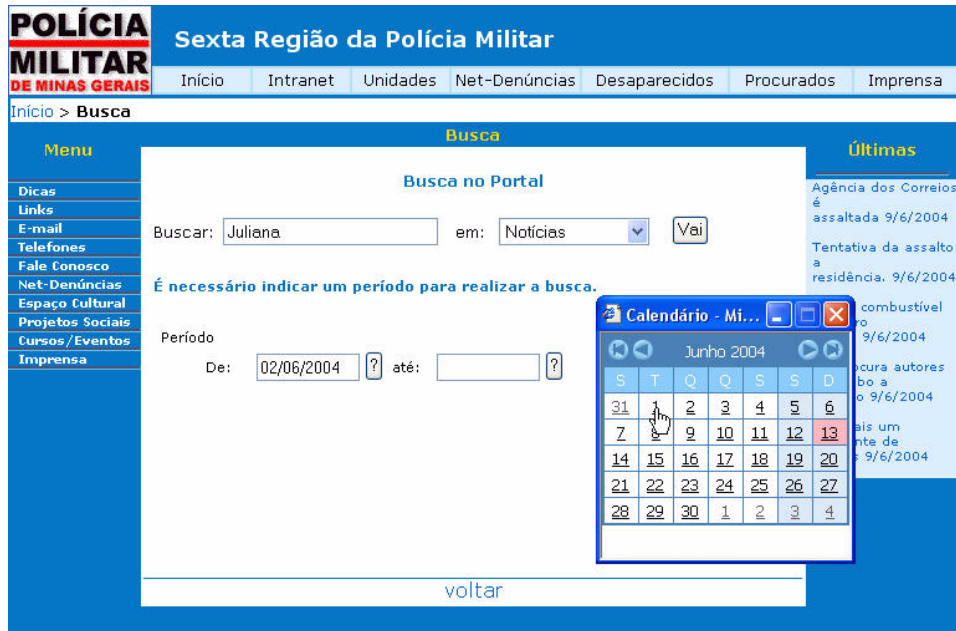 POLÍCIA
MILITAR
DE MINAS GERAIS
Sexta Região da Polícia Militar
Início Intranet Unidades Net-Denúncias Desaparecidos Procurados Imprensa
Início > Busca
Menu
Dicas
Links
E-mail
Telefones
Fale Conosco
Net-Denúncias
Espaço Cultural
Projetos Sociais
Cursos/Eventos
Imprensa
Busca
Busca no Portal
Buscar: Juliana em: Notícias Vai
É necessário indicar um período para realizar a busca.
Período
De: 02/06/2004 ? até: ?
Calendário - Mi...
Junho 2004
S T Q Q S S D
31 1 2 3 4 5 6
7 8 9 10 11 12 13
14 15 16 17 18 19 20
21 22 23 24 25 26 27
28 29 30 1 2 3 4
voltar
Últimas
Agência dos Correios
é
assaltada 9/6/2004
Tentativa da assalto
a
residência. 9/6/2004
combustível
9/6/2004
autores
a
9/6/2004
um
de
9/6/2004